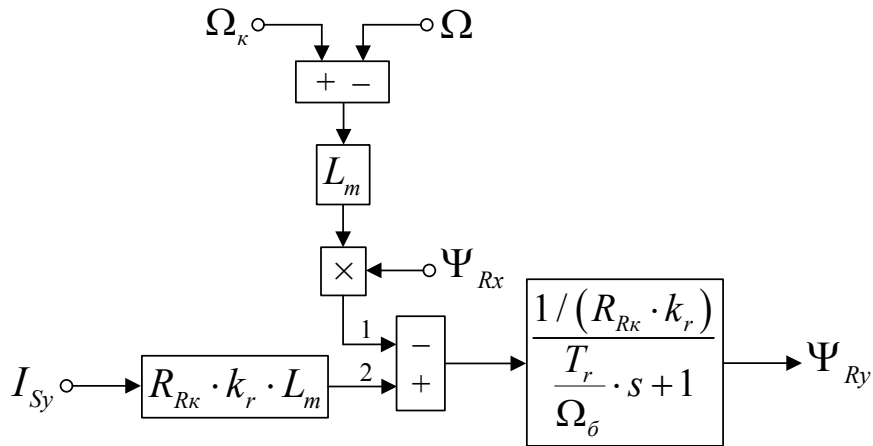 Ω_к Ω
+ −
L_m
×
Ψ_Rx
1
−
+
I_Sy
R_Rк · k_r · L_m
2
1 / (R_Rк · k_r)
T_r
Ω_б
· s + 1
Ψ_Ry